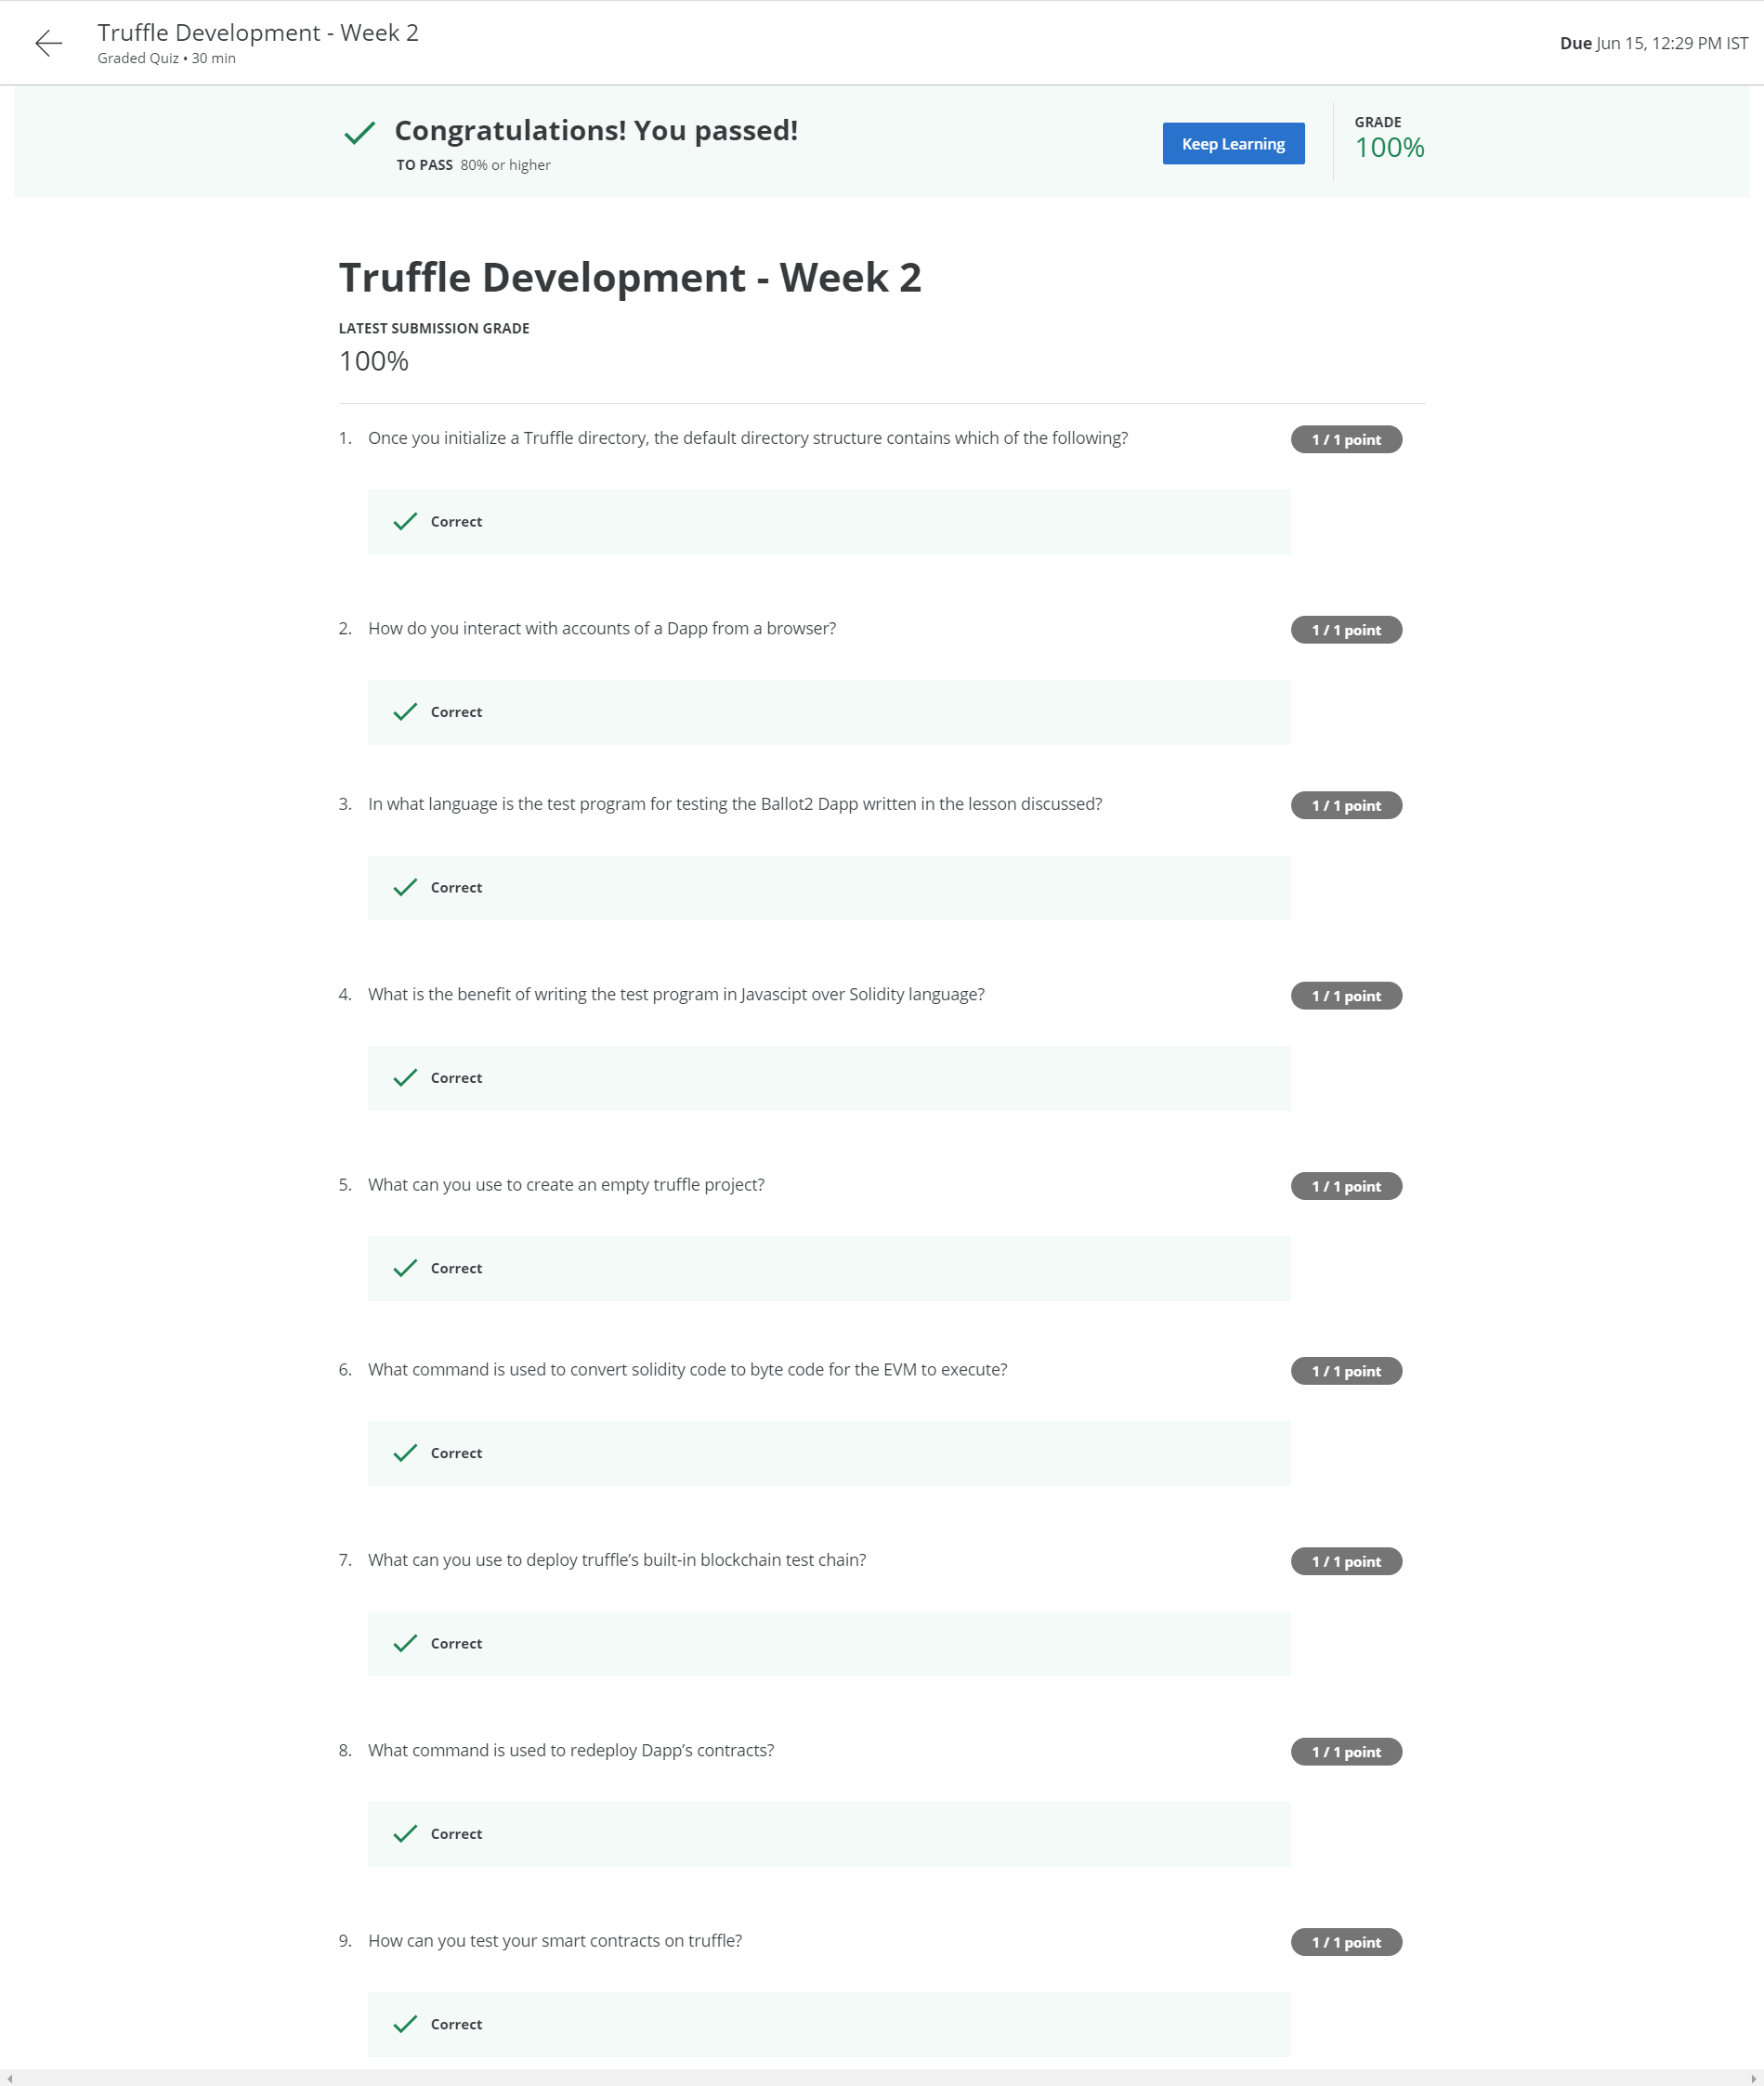 Truffle Development - Week 2
Graded Quiz • 30 min
Due Jun 15, 12:29 PM IST
Congratulations! You passed!
TO PASS 80% or higher
Keep Learning
GRADE
100%
Truffle Development - Week 2
LATEST SUBMISSION GRADE
100%
1. Once you initialize a Truffle directory, the default directory structure contains which of the following?
1 / 1 point
Correct
2. How do you interact with accounts of a Dapp from a browser?
1 / 1 point
Correct
3. In what language is the test program for testing the Ballot2 Dapp written in the lesson discussed?
1 / 1 point
Correct
4. What is the benefit of writing the test program in Javascipt over Solidity language?
1 / 1 point
Correct
5. What can you use to create an empty truffle project?
1 / 1 point
Correct
6. What command is used to convert solidity code to byte code for the EVM to execute?
1 / 1 point
Correct
7. What can you use to deploy truffle’s built-in blockchain test chain?
1 / 1 point
Correct
8. What command is used to redeploy Dapp’s contracts?
1 / 1 point
Correct
9. How can you test your smart contracts on truffle?
1 / 1 point
Correct